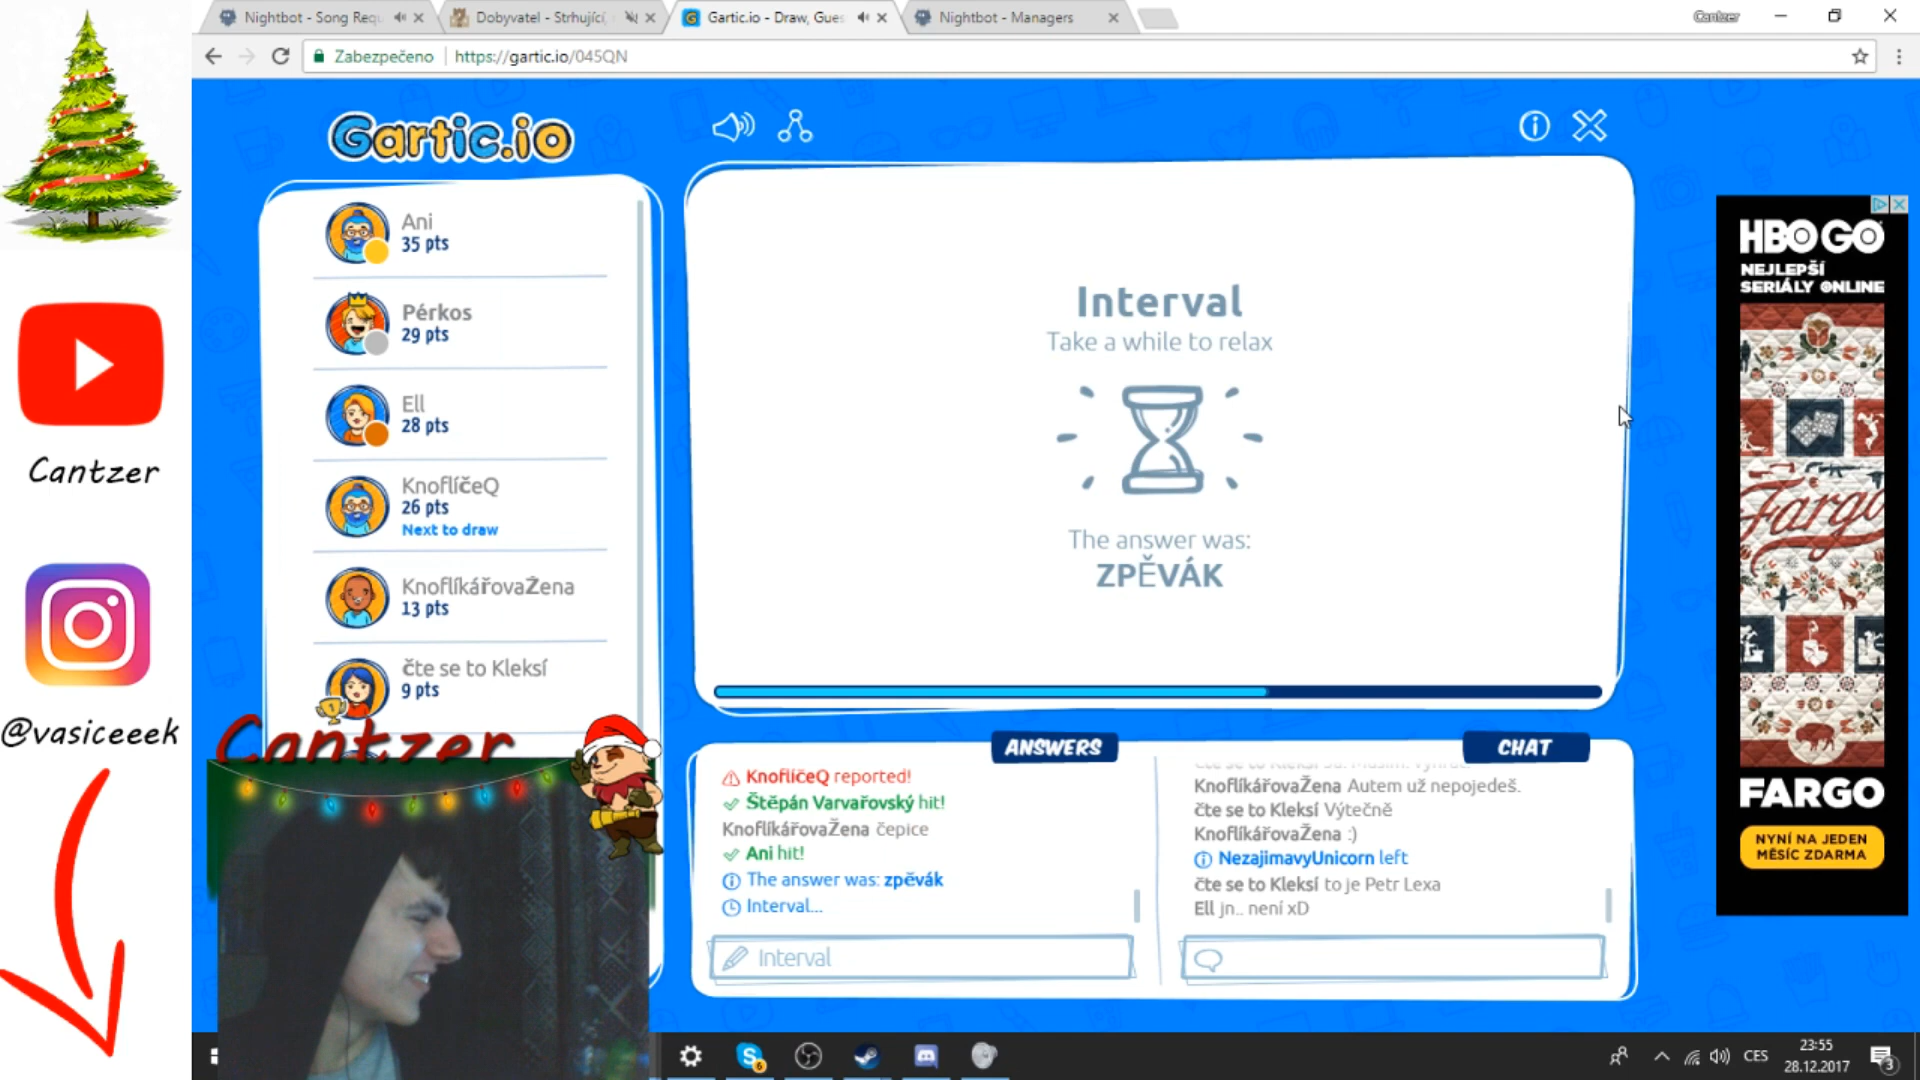 Nightbot - Song Requ
Dobyvatel - Strhující,
Gartic.io - Draw, Gues
Nightbot - Managers
Cantzer
Zabezpečeno
https://gartic.io/045QN
Gartic.io
Ani
35 pts
Pérkos
29 pts
Ell
28 pts
KnoflíčeQ
26 pts
Next to draw
KnoflíkářovaŽena
13 pts
čte se to Kleksí
9 pts
Interval
Take a while to relax
The answer was:
ZPĚVÁK
ANSWERS
KnoflíčeQ reported!
Štěpán Varvařovský hit!
KnoflíkářovaŽena čepice
Ani hit!
The answer was: zpěvák
Interval...
Interval
CHAT
KnoflíkářovaŽena Autem už nepojedeš.
čte se to Kleksí Výtečně
KnoflíkářovaŽena :)
NezajimavyUnicorn left
čte se to Kleksí to je Petr Lexa
Ell jn.. není xD
HBO GO
NEJLEPŠÍ
SERIÁLY ONLINE
Fargo
FARGO
NYNÍ NA JEDEN
MĚSÍC ZDARMA
Cantzer
@vasiceeek
Cantzer
6
CES
23:55
28.12.2017
3